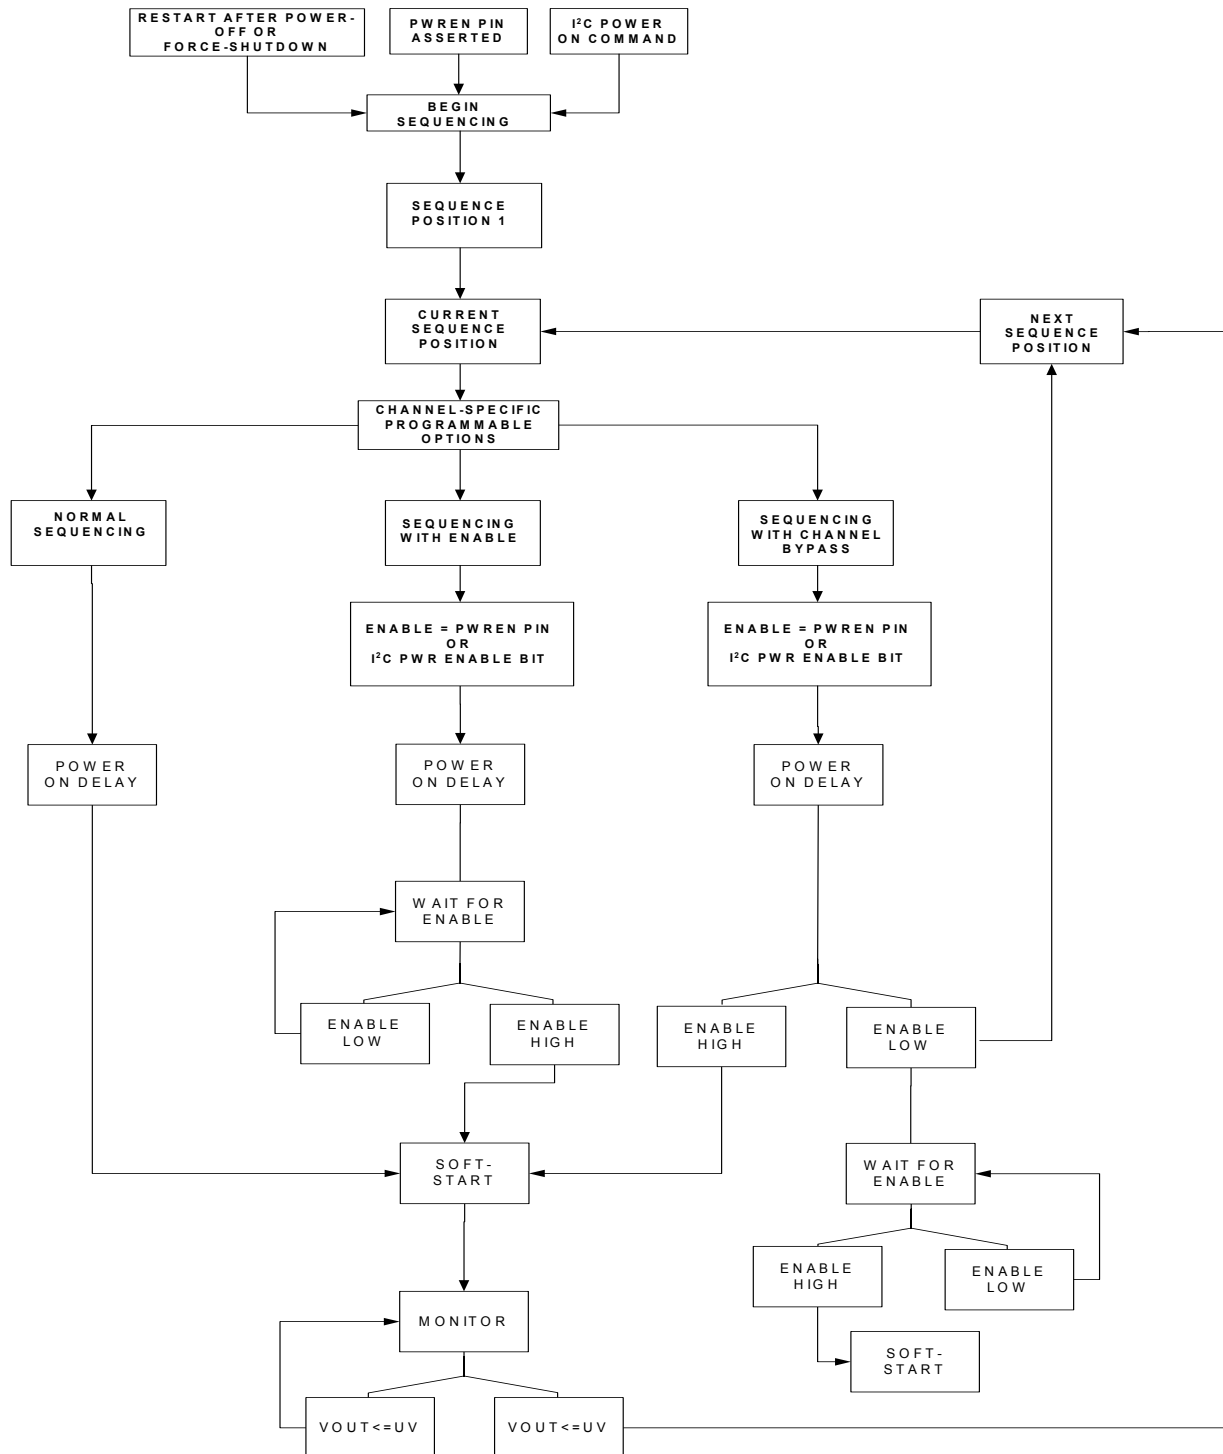 RESTART AFTER POWER-
OFF OR
FORCE-SHUTDOWN
PWREN PIN
ASSERTED
I²C POWER
ON COMMAND
BEGIN
SEQUENCING
SEQUENCE
POSITION 1
CURRENT
SEQUENCE
POSITION
NEXT
SEQUENCE
POSITION
CHANNEL-SPECIFIC
PROGRAMMABLE
OPTIONS
NORMAL
SEQUENCING
SEQUENCING
WITH ENABLE
SEQUENCING
WITH CHANNEL
BYPASS
ENABLE = PWREN PIN
OR
I²C PWR ENABLE BIT
ENABLE = PWREN PIN
OR
I²C PWR ENABLE BIT
POWER
ON DELAY
POWER
ON DELAY
POWER
ON DELAY
WAIT FOR
ENABLE
ENABLE
LOW
ENABLE
HIGH
ENABLE
HIGH
ENABLE
LOW
SOFT-
START
WAIT FOR
ENABLE
ENABLE
HIGH
ENABLE
LOW
MONITOR
SOFT-
START
VOUT<=UV
VOUT<=UV